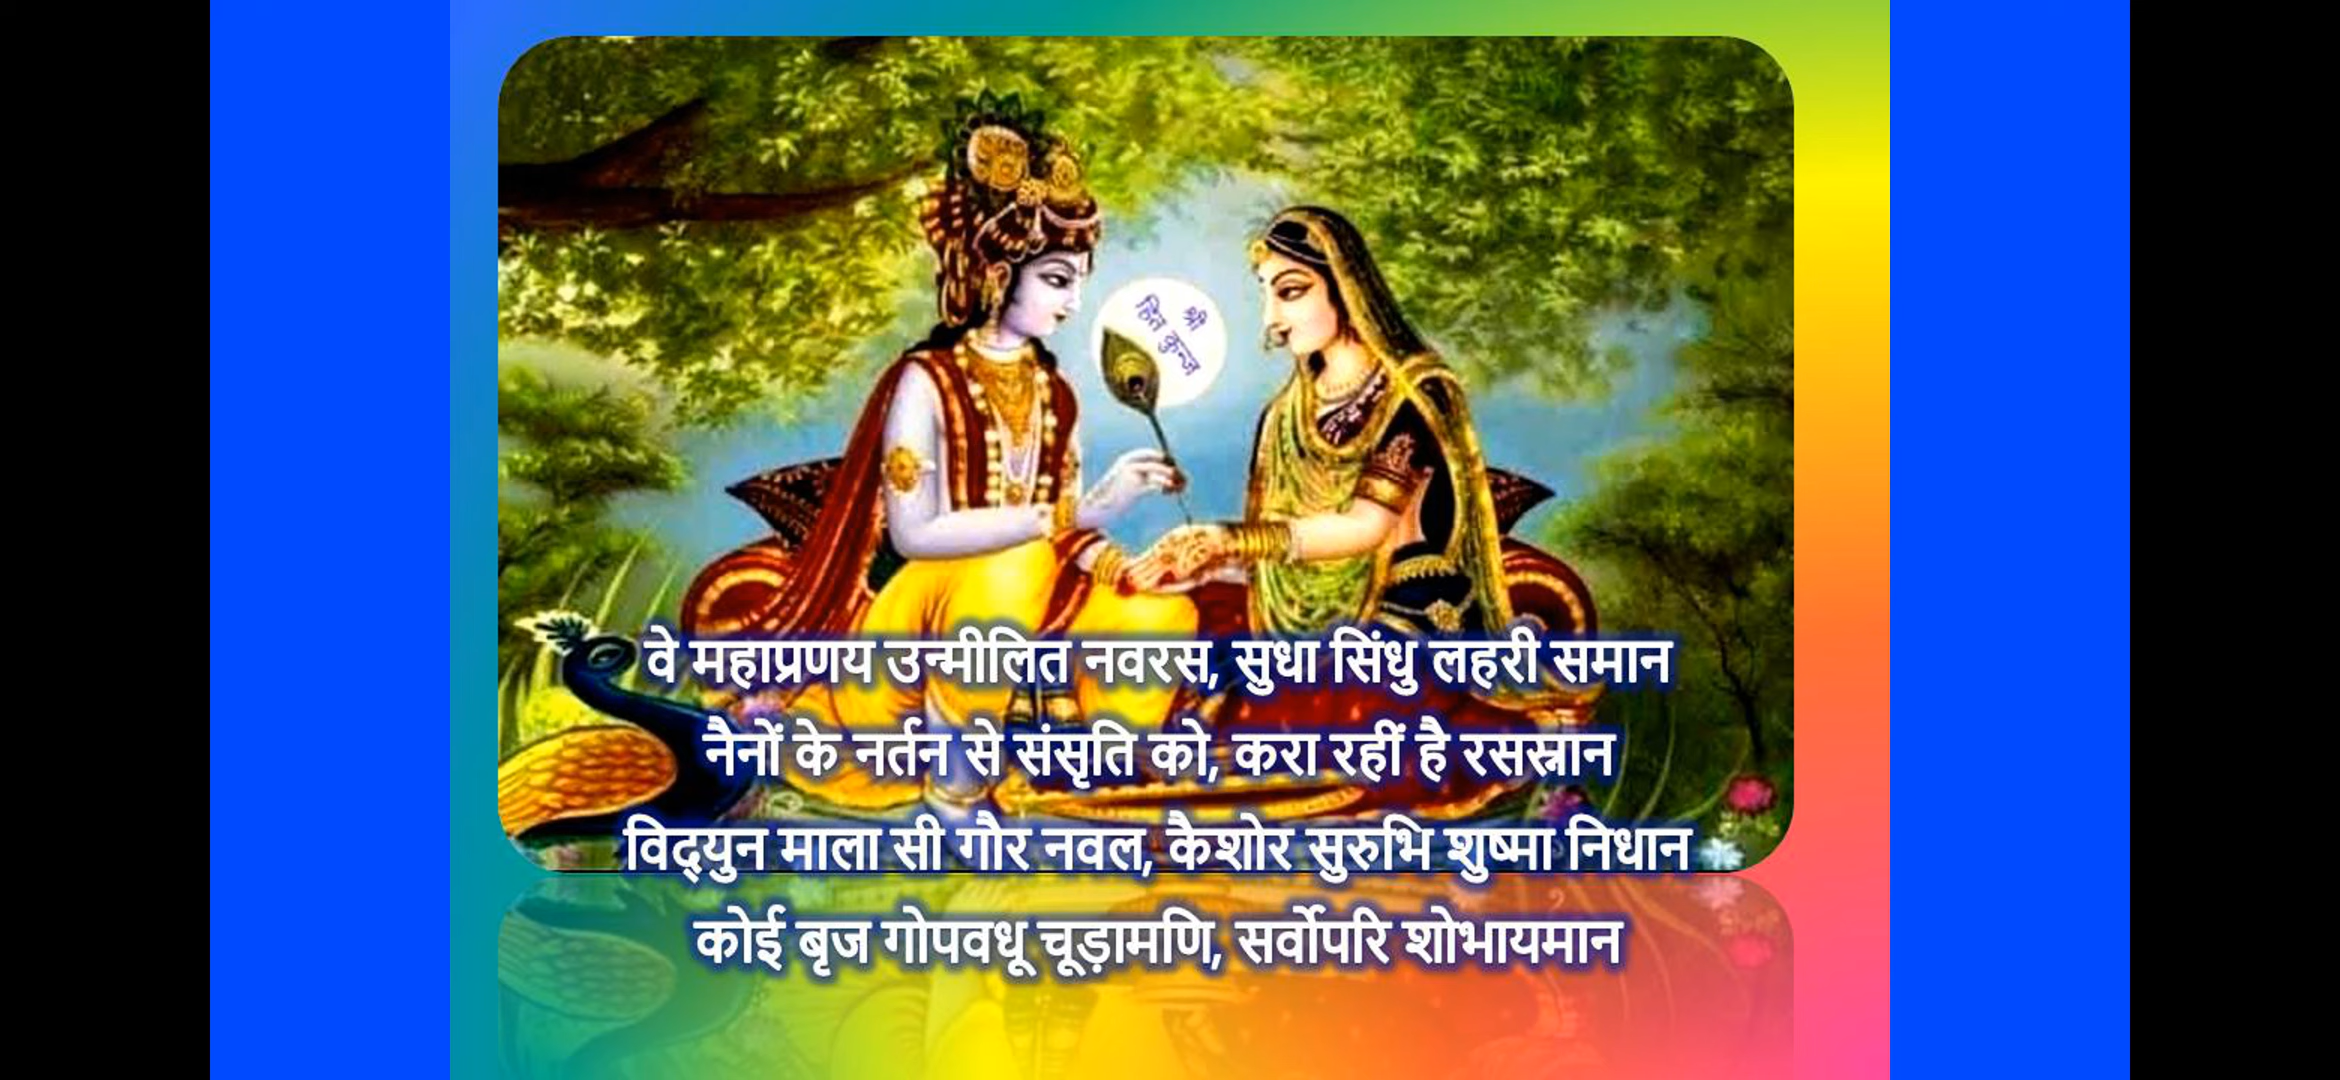 श्री
हित कुन्ज
वे महाप्रणय उन्मीलित नवरस, सुधा सिंधु लहरी समान
नैनों के नर्तन से संसृति को, करा रहीं है रसस्नान
विद्युन माला सी गौर नवल, कैशोर सुरुभि शुष्मा निधान
कोई बृज गोपवधू चूड़ामणि, सर्वोपरि शोभायमान